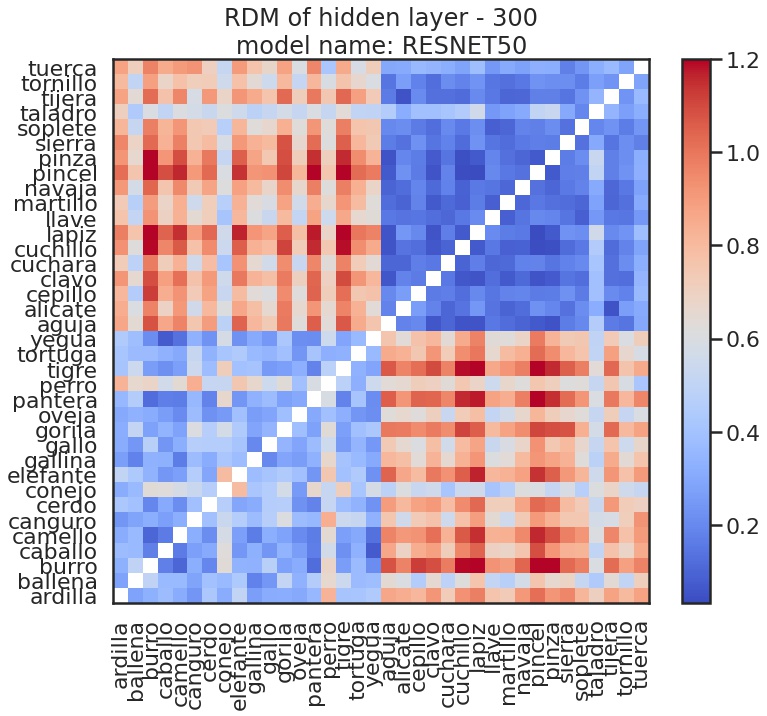 RDM of hidden layer - 300
model name: RESNET50
tuerca
tornillo
tijera
taladro
soplete
sierra
pinza
pincel
navaja
martillo
llave
lapiz
cuchillo
cuchara
clavo
cepillo
alicate
aguja
yegua
tortuga
tigre
perro
pantera
oveja
gorila
gallo
gallina
elefante
conejo
cerdo
canguro
camello
caballo
burro
ballena
ardilla
1.2
1.0
0.8
0.6
0.4
0.2
ardilla
ballena
burro
caballo
camello
canguro
cerdo
conejo
elefante
gallina
gallo
gorila
oveja
pantera
perro
tigre
tortuga
yegua
aguja
alicate
cepillo
clavo
cuchara
cuchillo
lapiz
llave
martillo
navaja
pincel
pinza
sierra
soplete
taladro
tijera
tornillo
tuerca